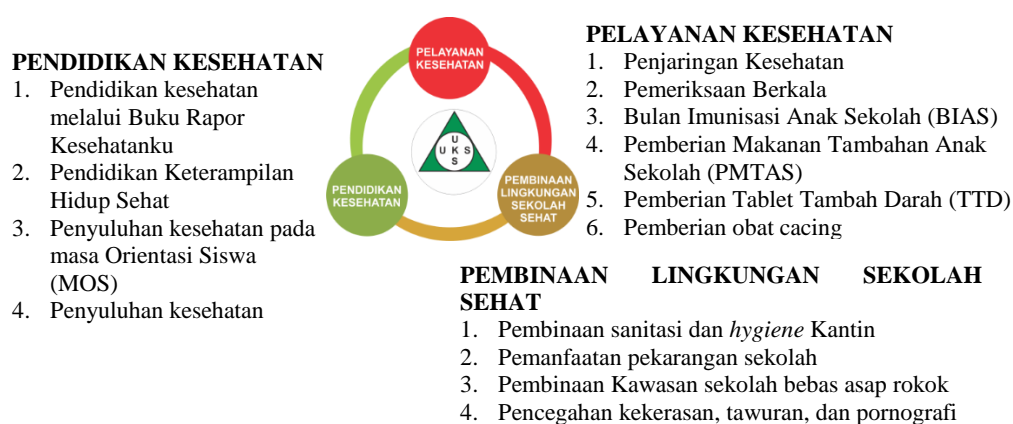 PENDIDIKAN KESEHATAN
1. Pendidikan kesehatan
melalui Buku Rapor
Kesehatanku
2. Pendidikan Keterampilan
Hidup Sehat
3. Penyuluhan kesehatan pada
masa Orientasi Siswa
(MOS)
4. Penyuluhan kesehatan
PELAYANAN
KESEHATAN
U
U K S
S
PENDIDIKAN
KESEHATAN
PEMBINAAN
LINGKUNGAN
SEKOLAH
SEHAT
PELAYANAN KESEHATAN
1. Penjaringan Kesehatan
2. Pemeriksaan Berkala
3. Bulan Imunisasi Anak Sekolah (BIAS)
4. Pemberian Makanan Tambahan Anak
Sekolah (PMTAS)
5. Pemberian Tablet Tambah Darah (TTD)
6. Pemberian obat cacing
PEMBINAAN LINGKUNGAN SEKOLAH
SEHAT
1. Pembinaan sanitasi dan hygiene Kantin
2. Pemanfaatan pekarangan sekolah
3. Pembinaan Kawasan sekolah bebas asap rokok
4. Pencegahan kekerasan, tawuran, dan pornografi